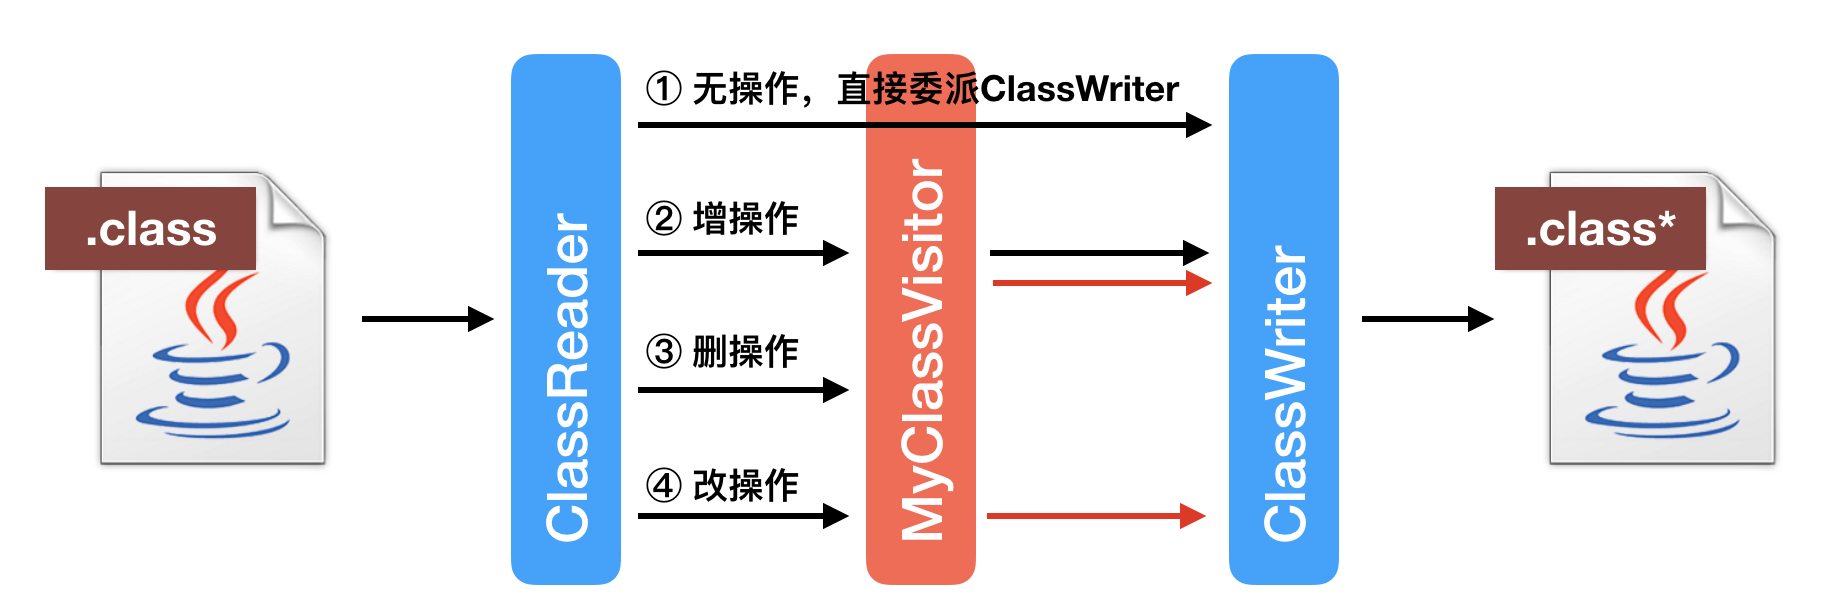 .class
ClassReader
① 无操作，直接委派ClassWriter
② 增操作
③ 删操作
④ 改操作
MyClassVisitor
ClassWriter
.class*